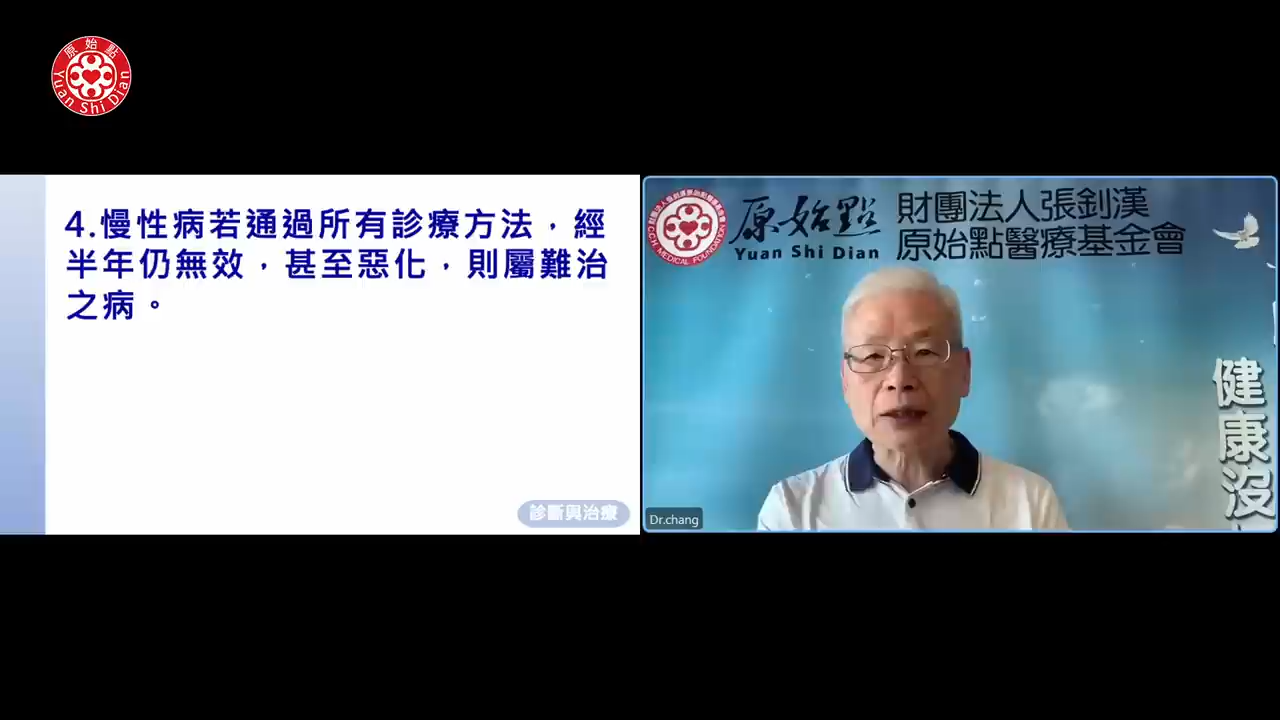 原始點
Yuan Shi Dian
4.慢性病若通過所有診療方法，經
半年仍無效，甚至惡化，則屬難治
之病。
診斷與治療
原始點
Yuan Shi Dian
財團法人張釗漢
原始點醫療基金會
健康沒
Dr.chang